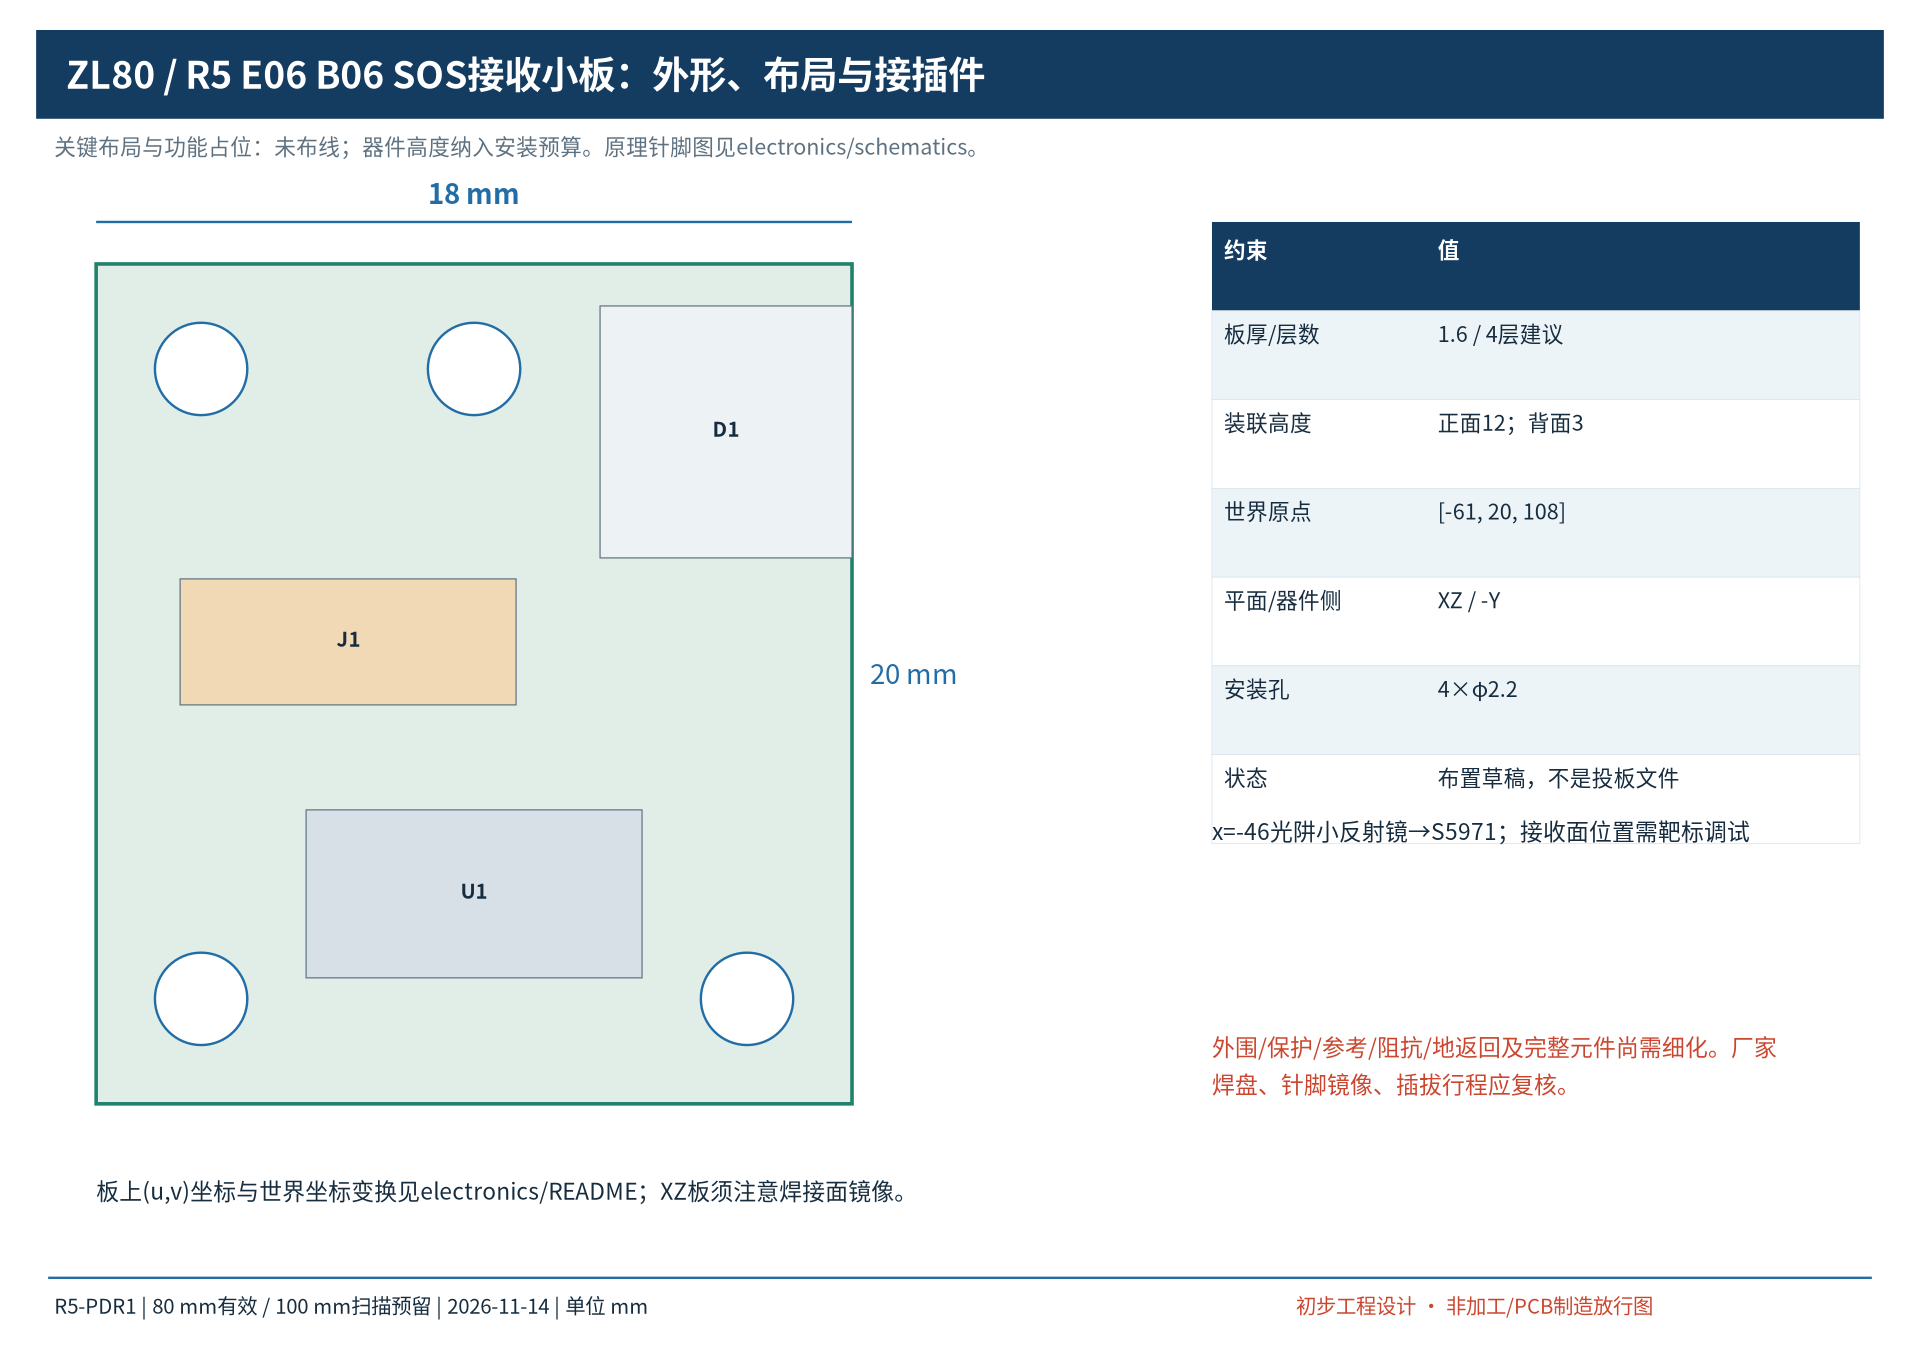 ZL80 / R5 E06 B06 SOS接收小板：外形、布局与接插件
关键布局与功能占位：未布线；器件高度纳入安装预算。原理针脚图见electronics/schematics。
18 mm
D1
J1
20 mm
U1
约束 值
板厚/层数 1.6 / 4层建议
装联高度 正面12；背面3
世界原点 [-61, 20, 108]
平面/器件侧 XZ / -Y
安装孔 4×φ2.2
状态 布置草稿，不是投板文件
x=-46光阱小反射镜→S5971；接收面位置需靶标调试
外围/保护/参考/阻抗/地返回及完整元件尚需细化。厂家
焊盘、针脚镜像、插拔行程应复核。
板上(u,v)坐标与世界坐标变换见electronics/README；XZ板须注意焊接面镜像。
R5-PDR1 | 80 mm有效 / 100 mm扫描预留 | 2026-11-14 | 单位 mm
初步工程设计 · 非加工/PCB制造放行图